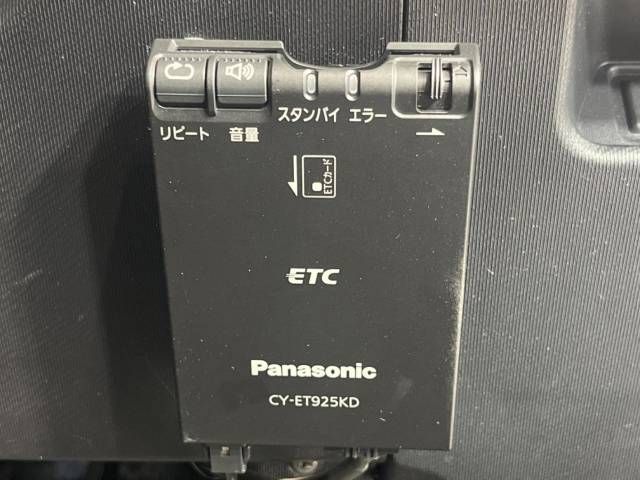 リピート 音量 スタンバイ エラー
ETCカード
ETC
Panasonic
CY-ET925KD